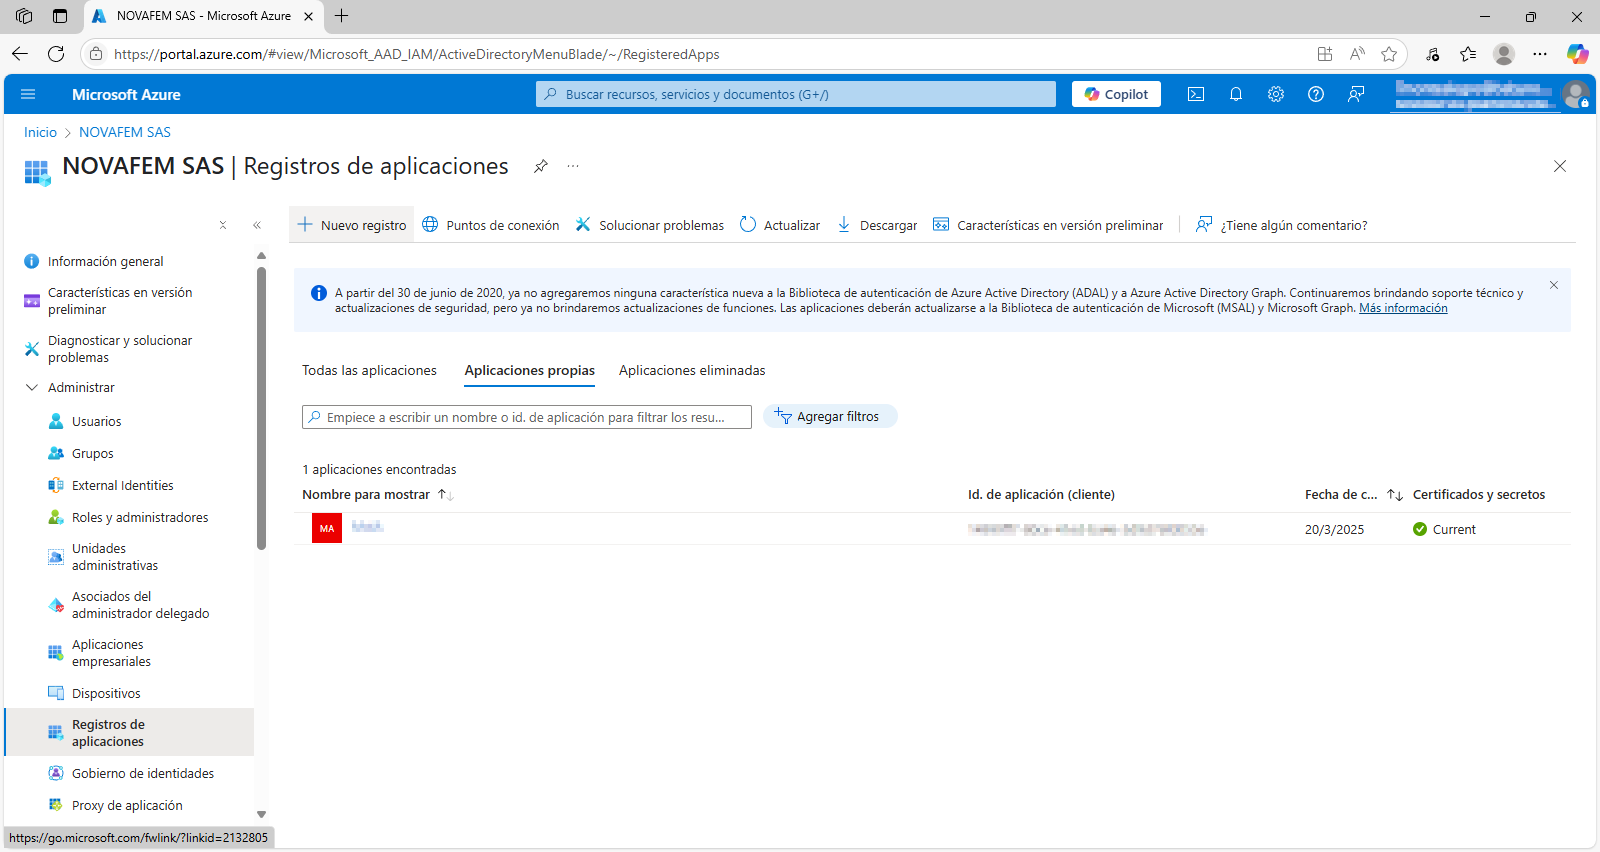 NOVAFEM SAS - Microsoft Azure
https://portal.azure.com/#view/Microsoft_AAD_IAM/ActiveDirectoryMenuBlade/~/RegisteredApps
Microsoft Azure
Buscar recursos, servicios y documentos (G+/)
Copilot
Inicio > NOVAFEM SAS
NOVAFEM SAS | Registros de aplicaciones
Nuevo registro
Puntos de conexión
Solucionar problemas
Actualizar
Descargar
Características en versión preliminar
¿Tiene algún comentario?
Información general
Características en versión
preliminar
Diagnosticar y solucionar
problemas
Administrar
Usuarios
Grupos
External Identities
Roles y administradores
Unidades
administrativas
Asociados del
administrador delegado
Aplicaciones
empresariales
Dispositivos
Registros de
aplicaciones
Gobierno de identidades
Proxy de aplicación
https://go.microsoft.com/fwlink/?linkid=2132805
A partir del 30 de junio de 2020, ya no agregaremos ninguna característica nueva a la Biblioteca de autenticación de Azure Active Directory (ADAL) y a Azure Active Directory Graph. Continuaremos brindando soporte técnico y
actualizaciones de seguridad, pero ya no brindaremos actualizaciones de funciones. Las aplicaciones deberán actualizarse a la Biblioteca de autenticación de Microsoft (MSAL) y Microsoft Graph. Más información
Todas las aplicaciones
Aplicaciones propias
Aplicaciones eliminadas
Empiece a escribir un nombre o id. de aplicación para filtrar los resu...
Agregar filtros
1 aplicaciones encontradas
Nombre para mostrar
Id. de aplicación (cliente)
Fecha de c...
Certificados y secretos
MA
20/3/2025
Current